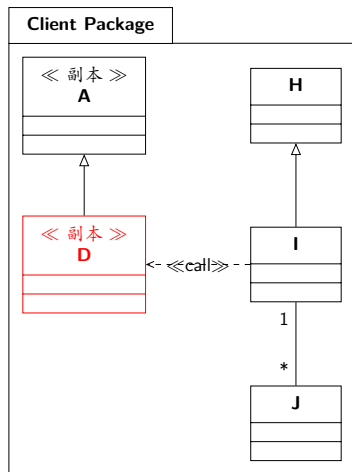 Client Package
≪ 副本 ≫
A
H
≪ 副本 ≫
D
I
≪call≫
1
*
J